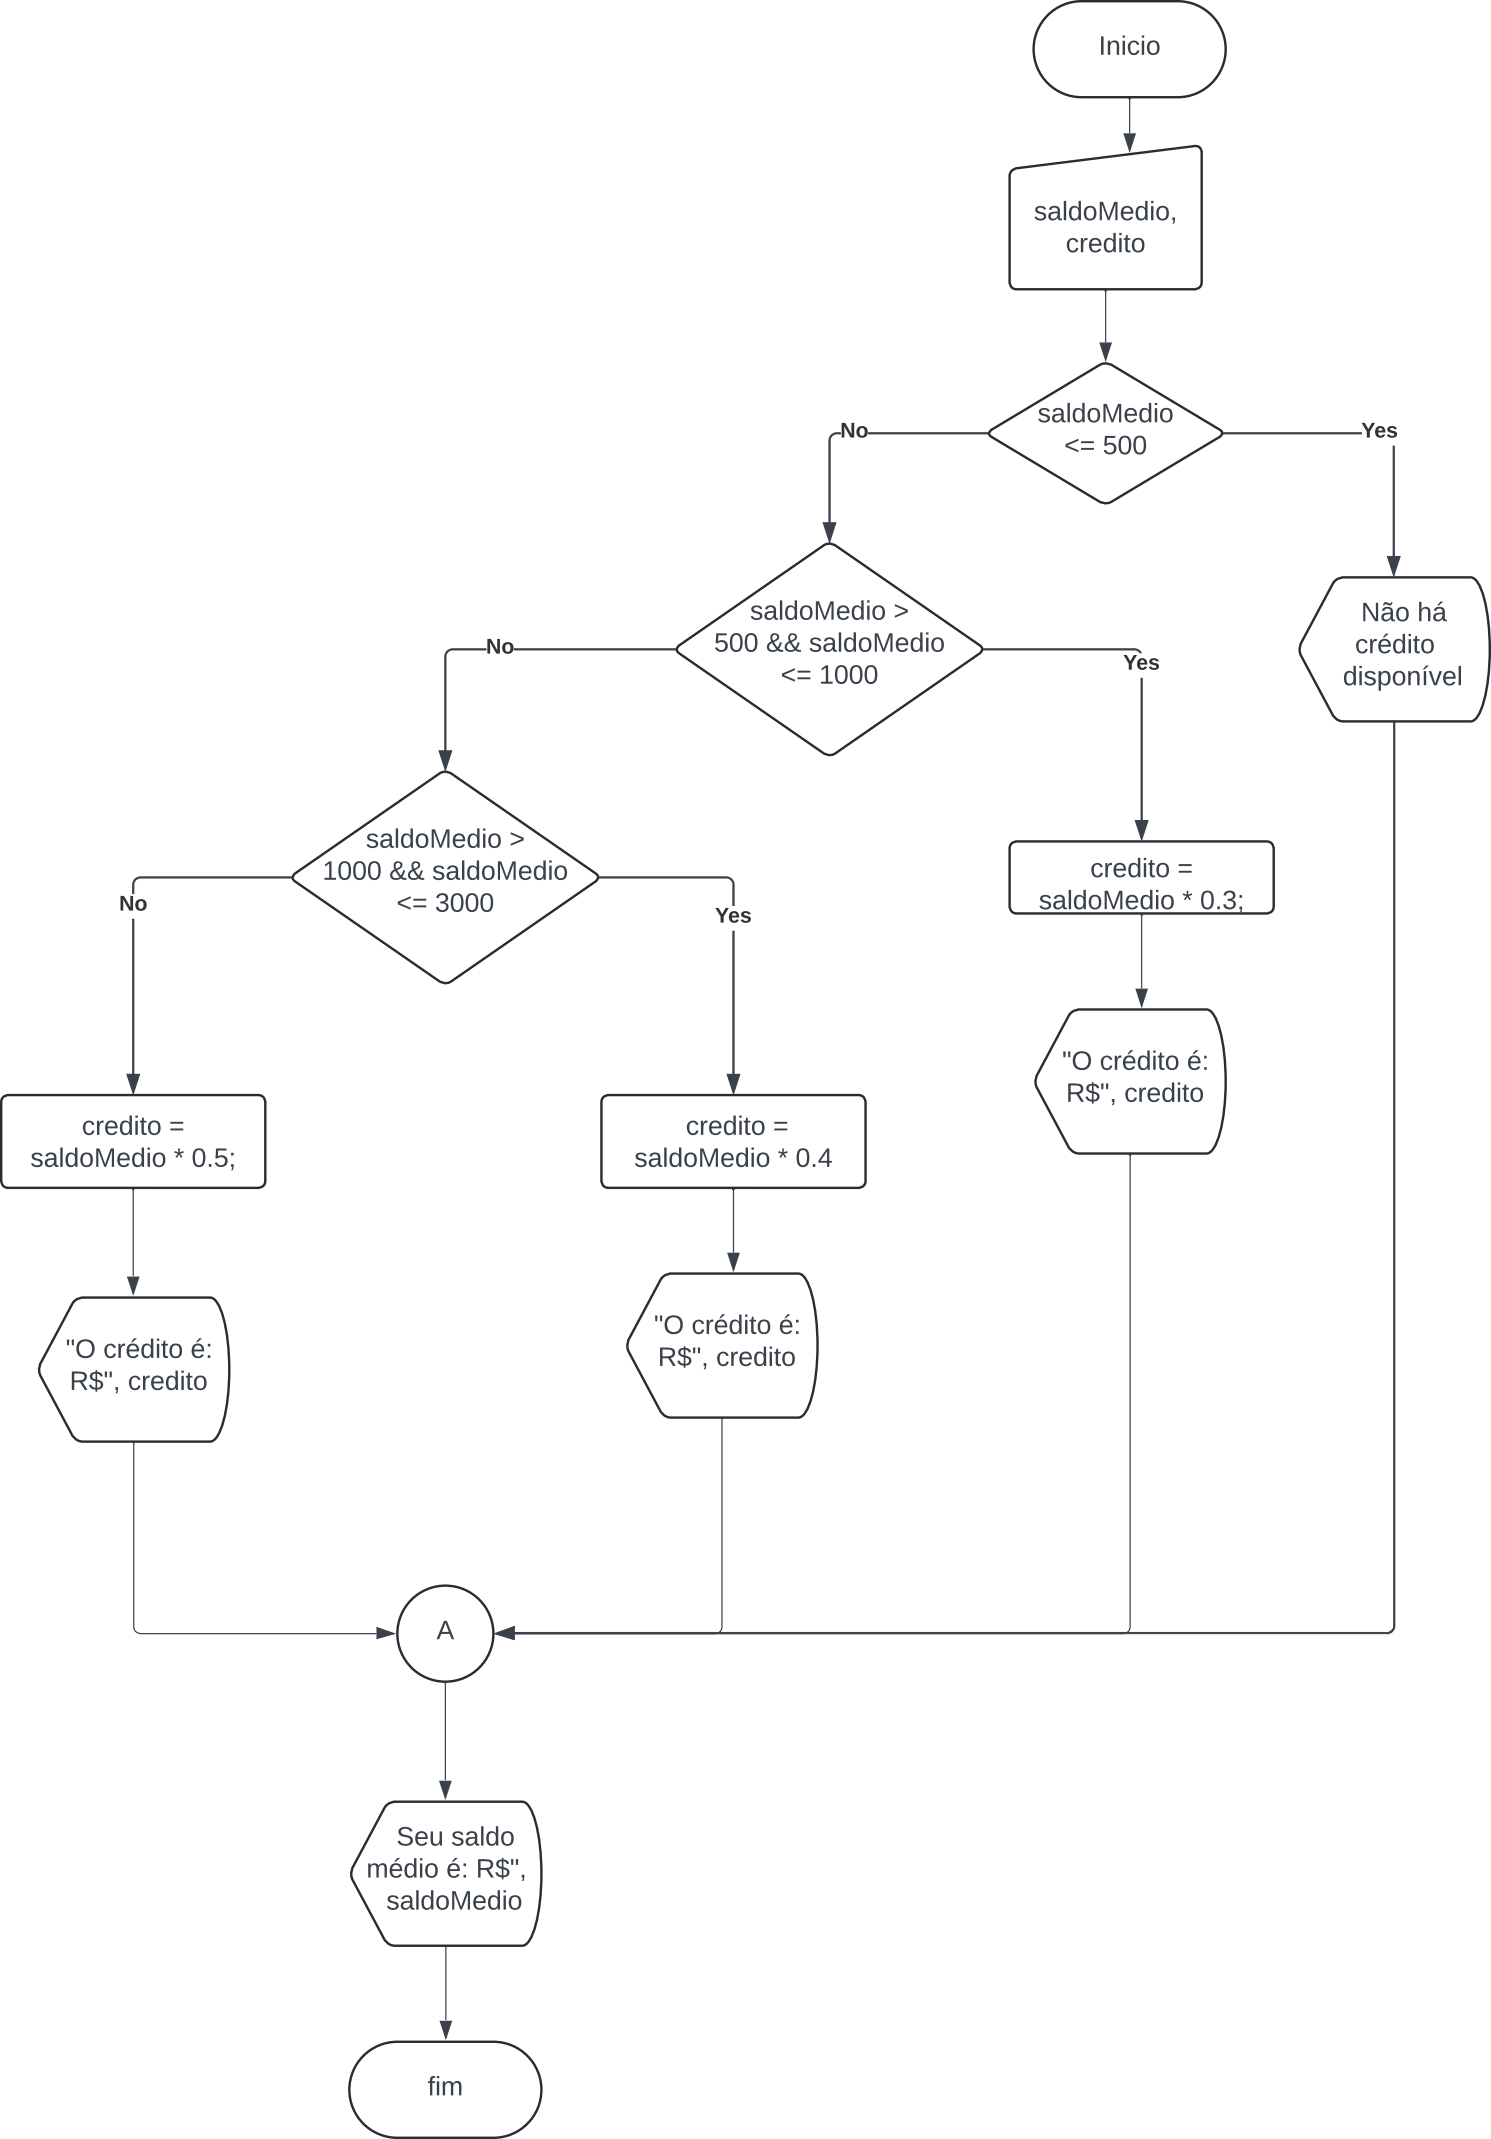 Inicio
saldoMedio,
credito
saldoMedio
<= 500
No
Yes
saldoMedio >
500 && saldoMedio
<= 1000
Não há
crédito
disponível
No
Yes
saldoMedio >
1000 && saldoMedio
<= 3000
credito =
saldoMedio * 0.3;
No
Yes
"O crédito é:
R$", credito
credito =
saldoMedio * 0.5;
credito =
saldoMedio * 0.4
"O crédito é:
R$", credito
"O crédito é:
R$", credito
A
Seu saldo
médio é: R$",
saldoMedio
fim